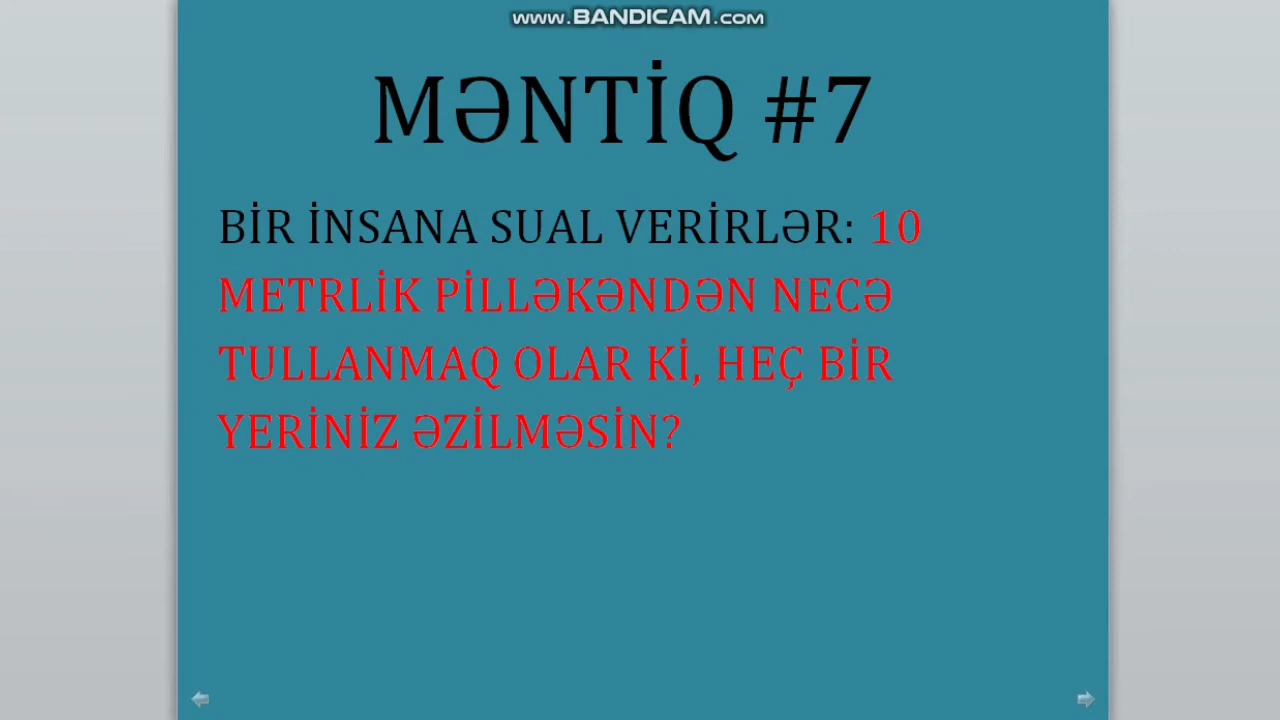 www.BANDICAM.com
MƏNTİQ #7
BİR İNSANA SUAL VERİRLƏR: 10
METRLİK PİLLƏKƏNDƏN NECƏ
TULLANMAQ OLAR Kİ, HEÇ BİR
YERİNİZ ƏZİLMƏSİN?